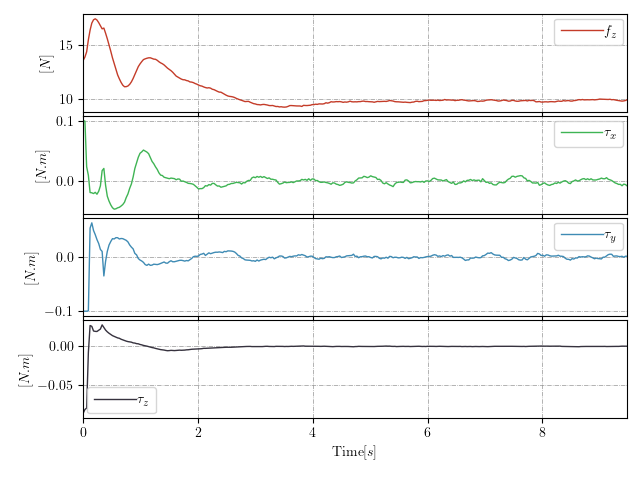 15
10
[N]
f_z
0.1
0.0
[N.m]
τ_x
0.0
−0.1
[N.m]
τ_y
0.00
−0.05
[N.m]
τ_z
0 2 4 6 8
Time[s]